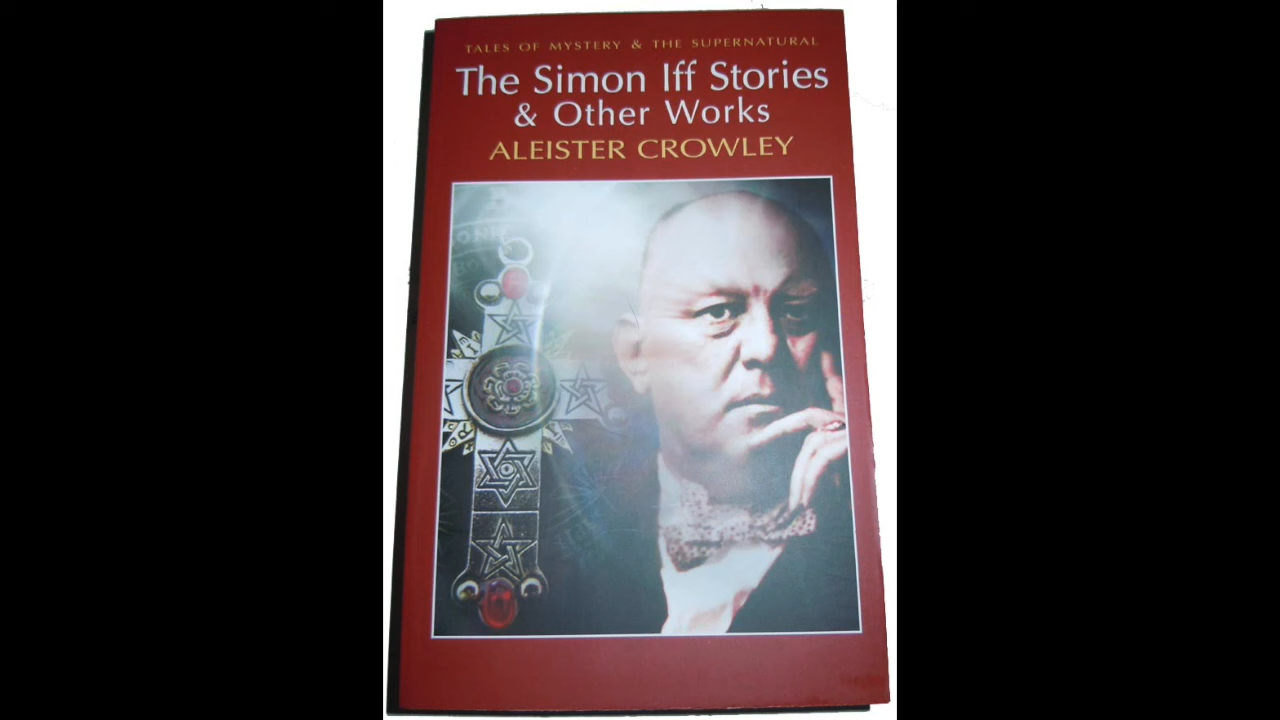 TALES OF MYSTERY & THE SUPERNATURAL
The Simon Iff Stories
& Other Works
ALEISTER CROWLEY